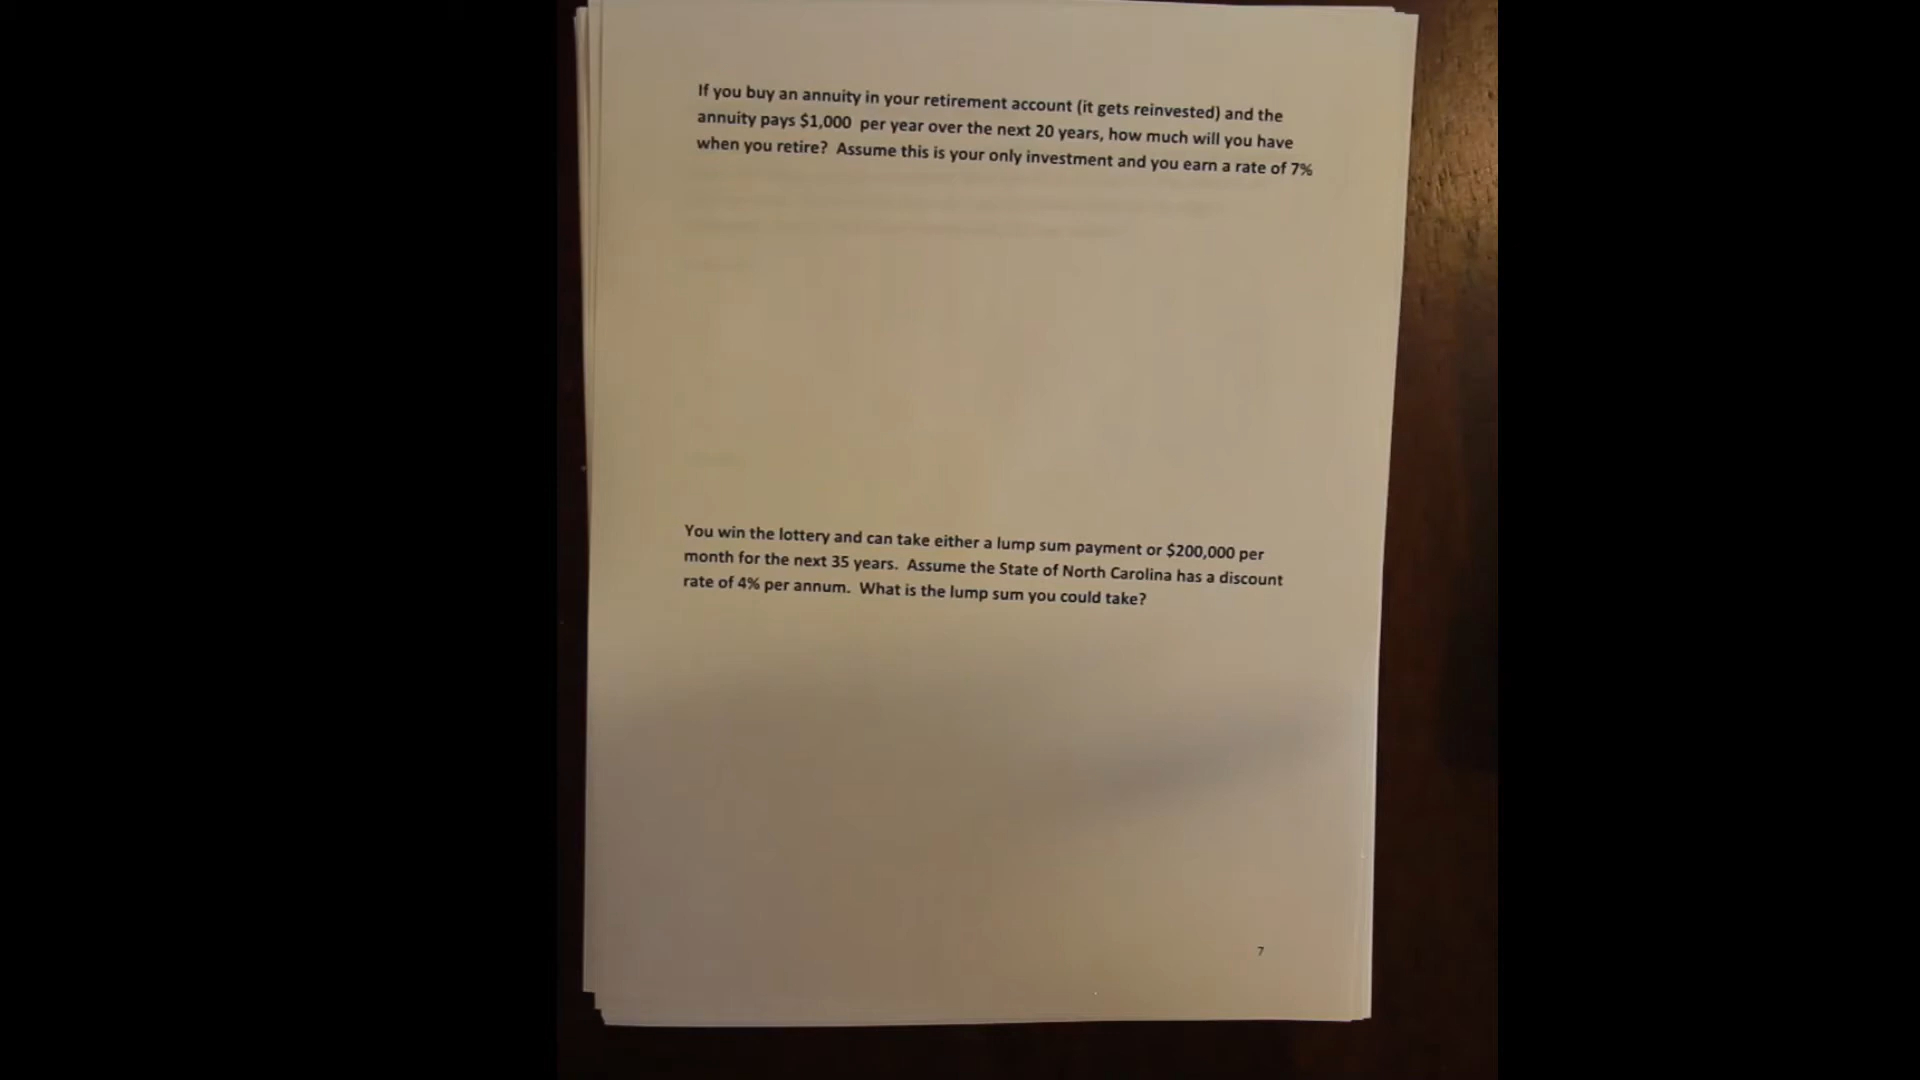 If you buy an annuity in your retirement account (it gets reinvested) and the
annuity pays $1,000 per year over the next 20 years, how much will you have
when you retire? Assume this is your only investment and you earn a rate of 7%
You win the lottery and can take either a lump sum payment or $200,000 per
month for the next 35 years. Assume the State of North Carolina has a discount
rate of 4% per annum. What is the lump sum you could take?
7